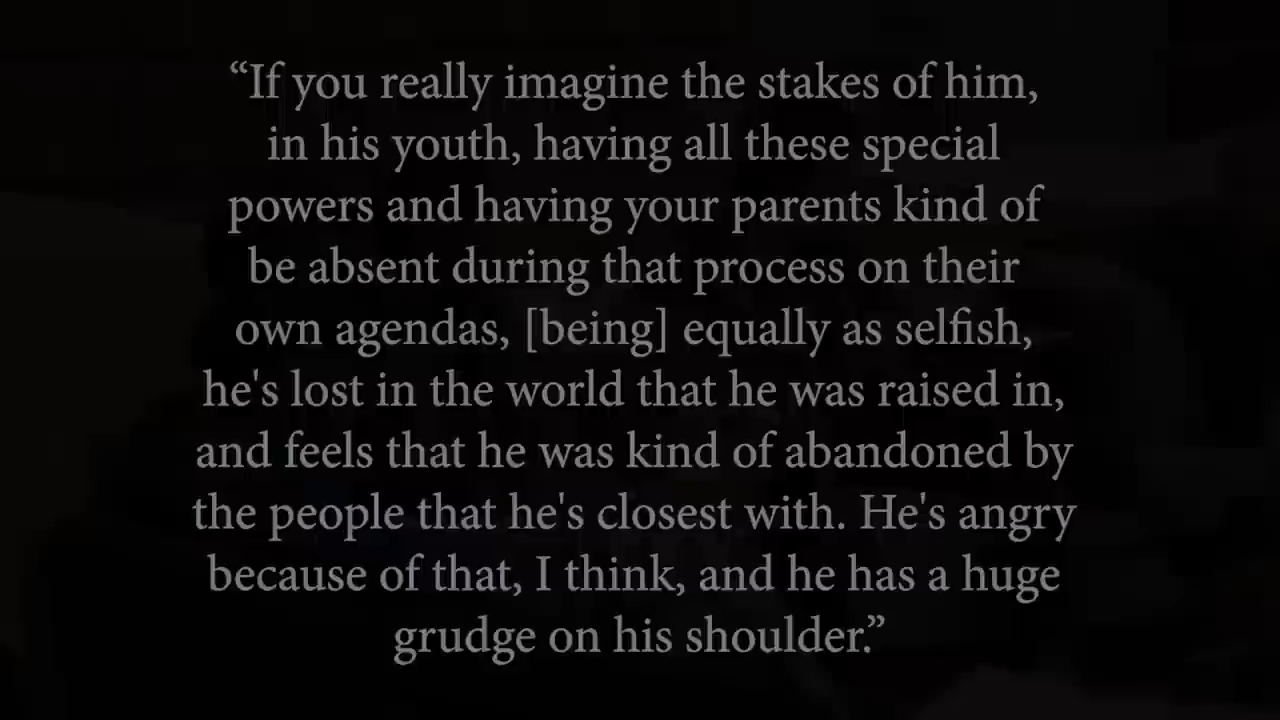 “If you really imagine the stakes of him,
in his youth, having all these special
powers and having your parents kind of
be absent during that process on their
own agendas, [being] equally as selfish,
he's lost in the world that he was raised in,
and feels that he was kind of abandoned by
the people that he's closest with. He's angry
because of that, I think, and he has a huge
grudge on his shoulder.”